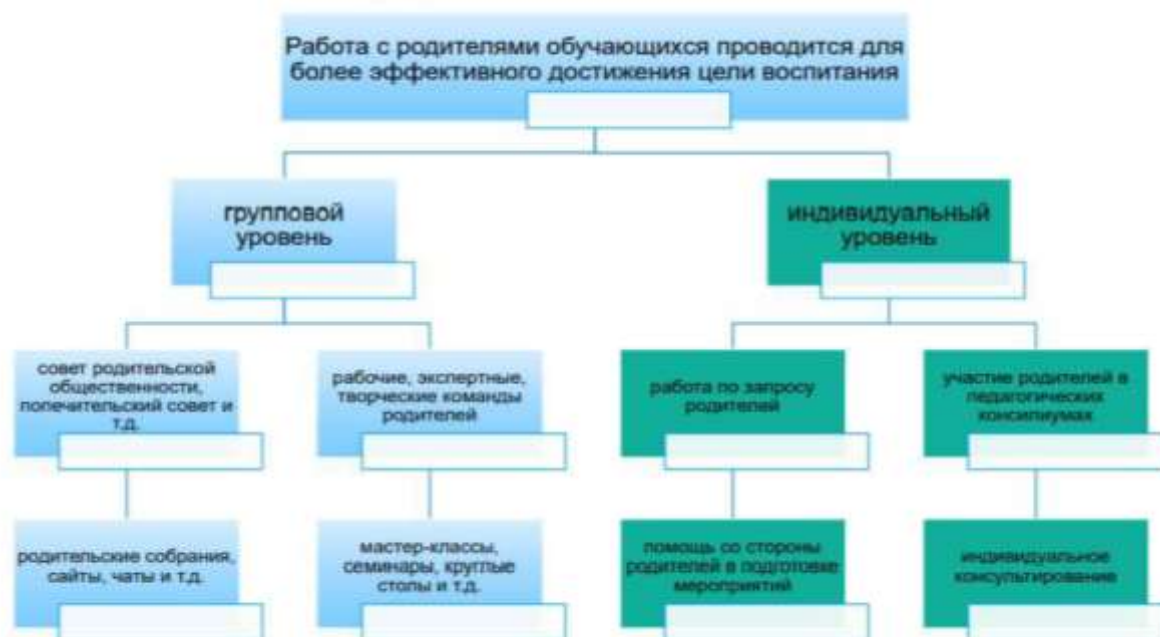 Работа с родителями обучающихся проводится для
более эффективного достижения цели воспитания
групповой
уровень
индивидуальный
уровень
совет родительской
общественности,
попечительский совет и
т.д.
рабочие, экспертные,
творческие команды
родителей
работа по запросу
родителей
участие родителей в
педагогических
консилиумах
родительские собрания,
сайты, чаты и т.д.
мастер-классы,
семинары, круглые
столы и т.д.
помощь со стороны
родителей в подготовке
мероприятий
индивидуальное
консультирование